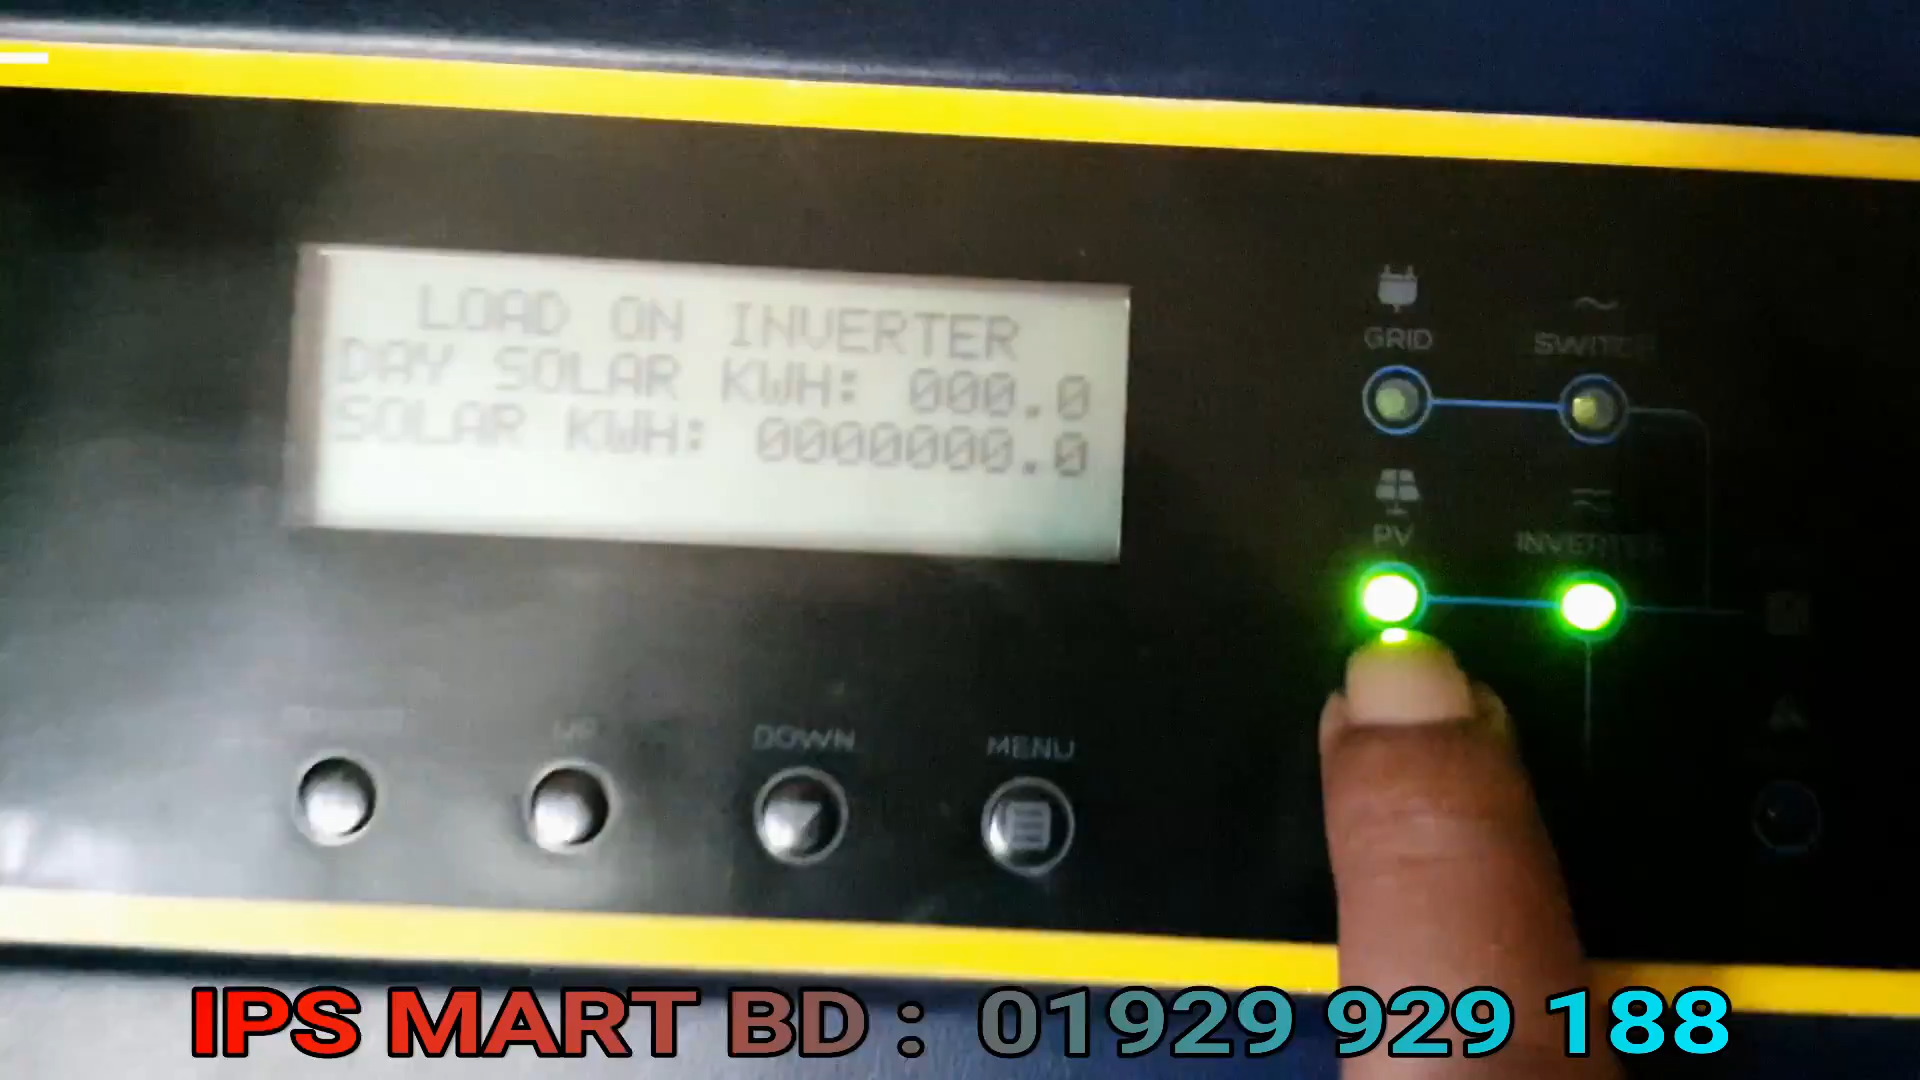 LOAD ON INVERTER
DAY SOLAR KWH: 000.0
SOLAR KWH: 0000000.0
GRID
SWITCH
PV
INVERTER
UP
DOWN
MENU
IPS MART BD : 01929 929 188